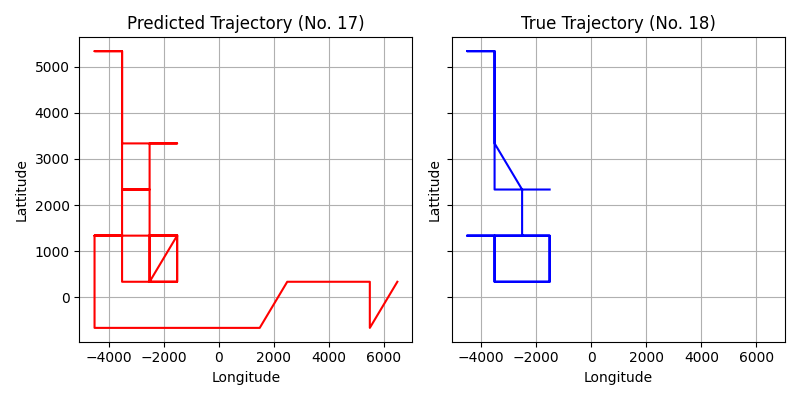 Predicted Trajectory (No. 17)
Lattitude
5000
4000
3000
2000
1000
0
−4000 −2000 0 2000 4000 6000
Longitude
True Trajectory (No. 18)
Lattitude
−4000 −2000 0 2000 4000 6000
Longitude